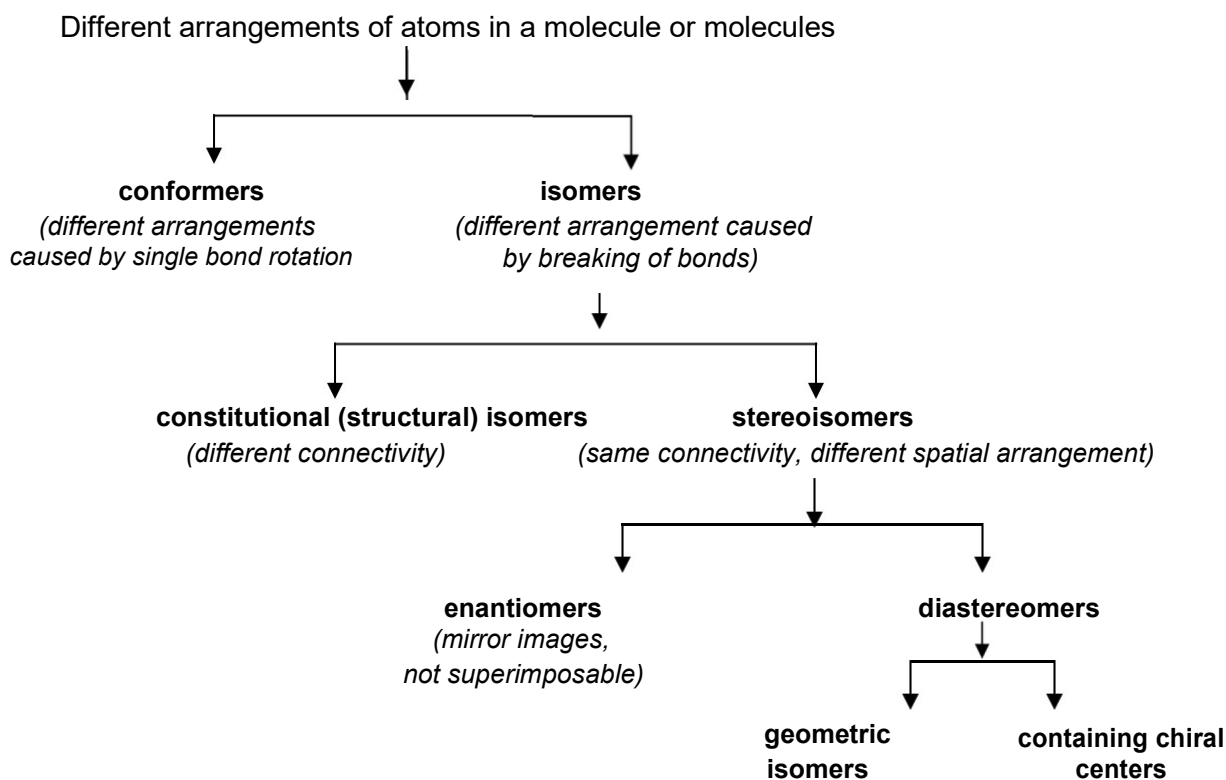 Different arrangements of atoms in a molecule or molecules
conformers
(different arrangements
caused by single bond rotation
isomers
(different arrangement caused
by breaking of bonds)
constitutional (structural) isomers
(different connectivity)
stereoisomers
(same connectivity, different spatial arrangement)
enantiomers
(mirror images,
not superimposable)
diastereomers
geometric
isomers
containing chiral
centers